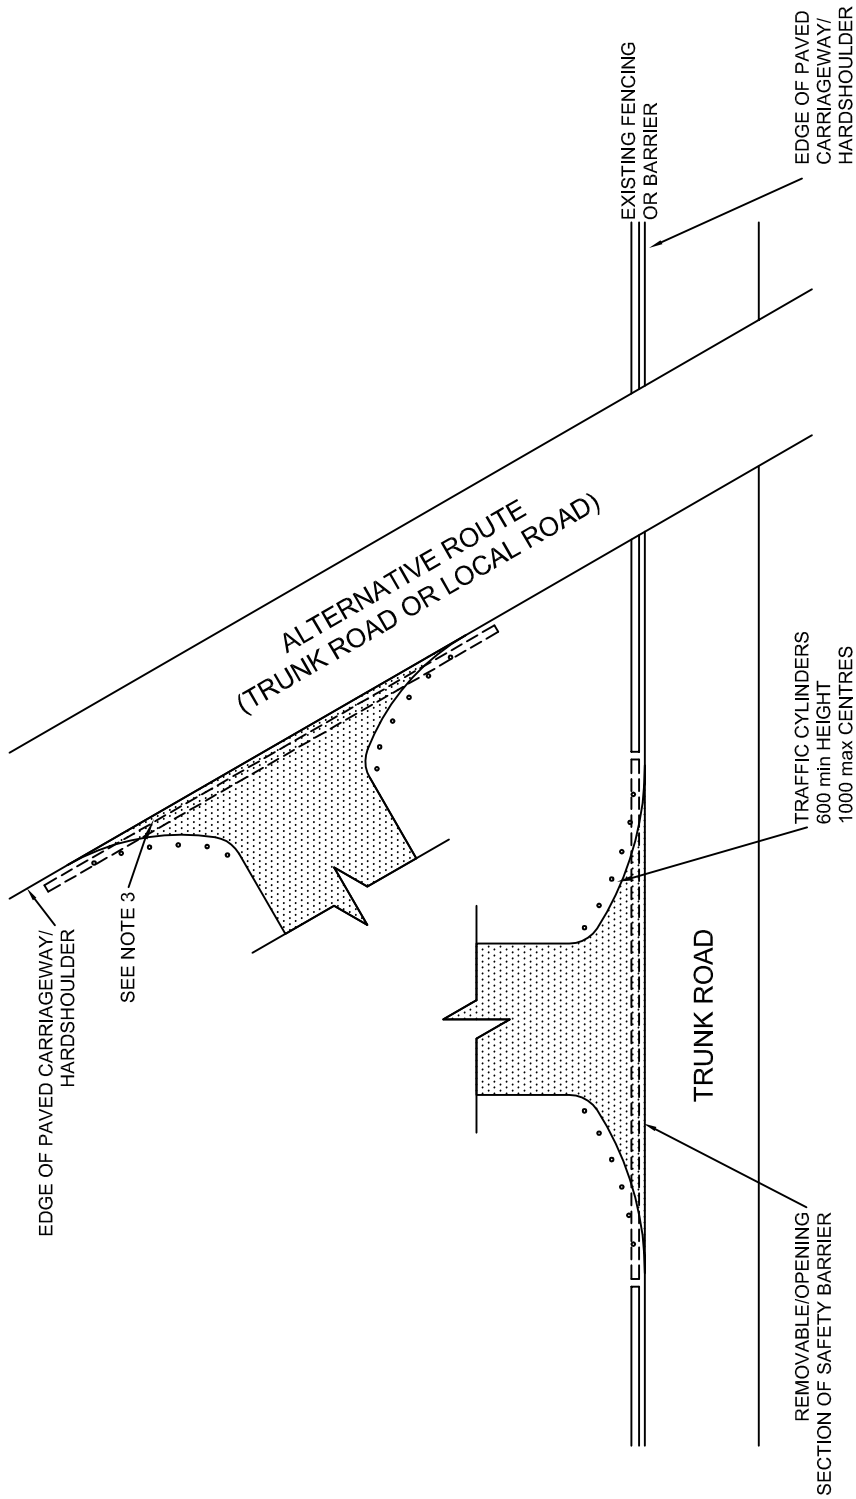 EDGE OF PAVED CARRIAGEWAY/
HARDSHOULDER
SEE NOTE 3
ALTERNATIVE ROUTE
(TRUNK ROAD OR LOCAL ROAD)
EXISTING FENCING
OR BARRIER
TRUNK ROAD
REMOVABLE/OPENING
SECTION OF SAFETY BARRIER
TRAFFIC CYLINDERS
600 min HEIGHT
1000 max CENTRES
EDGE OF PAVED
CARRIAGEWAY/
HARDSHOULDER